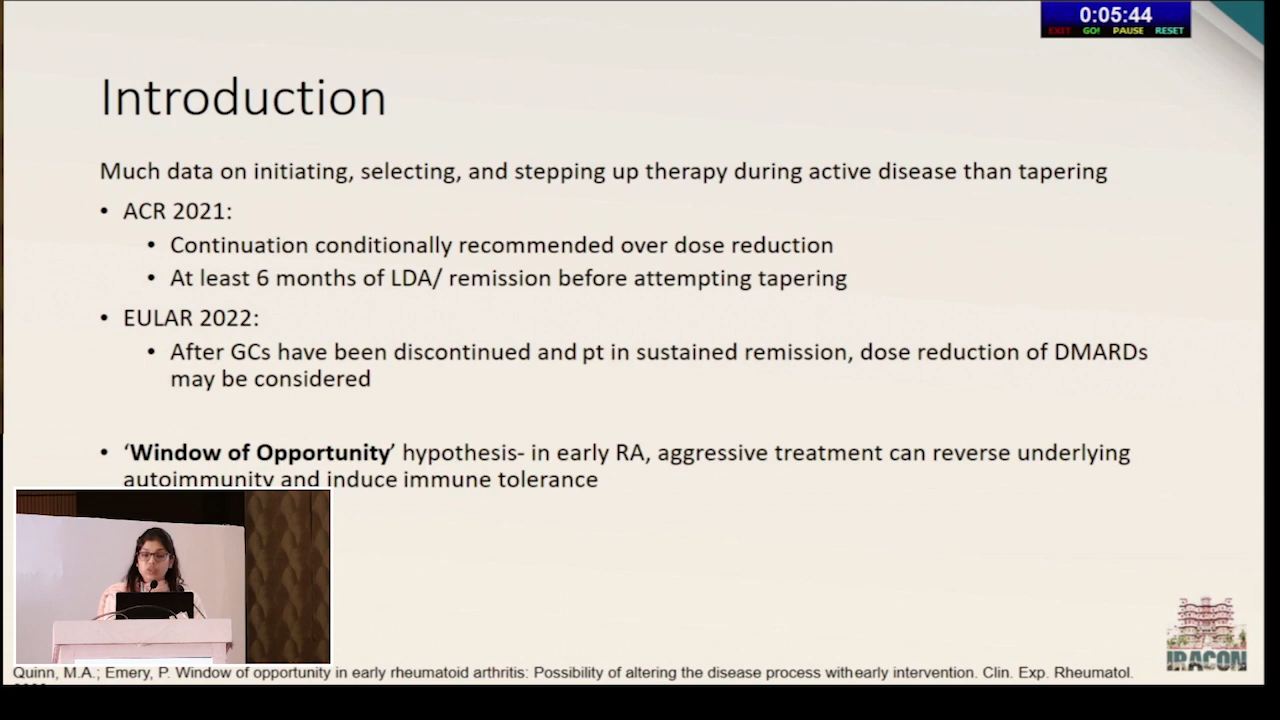 0:05:44
EXIT GO! PAUSE RESET
Introduction
Much data on initiating, selecting, and stepping up therapy during active disease than tapering
• ACR 2021:
• Continuation conditionally recommended over dose reduction
• At least 6 months of LDA/ remission before attempting tapering
• EULAR 2022:
• After GCs have been discontinued and pt in sustained remission, dose reduction of DMARDs
may be considered
• ‘Window of Opportunity’ hypothesis- in early RA, aggressive treatment can reverse underlying
autoimmunity and induce immune tolerance
IRACON
Quinn, M.A.; Emery, P. Window of opportunity in early rheumatoid arthritis: Possibility of altering the disease process with early intervention. Clin. Exp. Rheumatol.